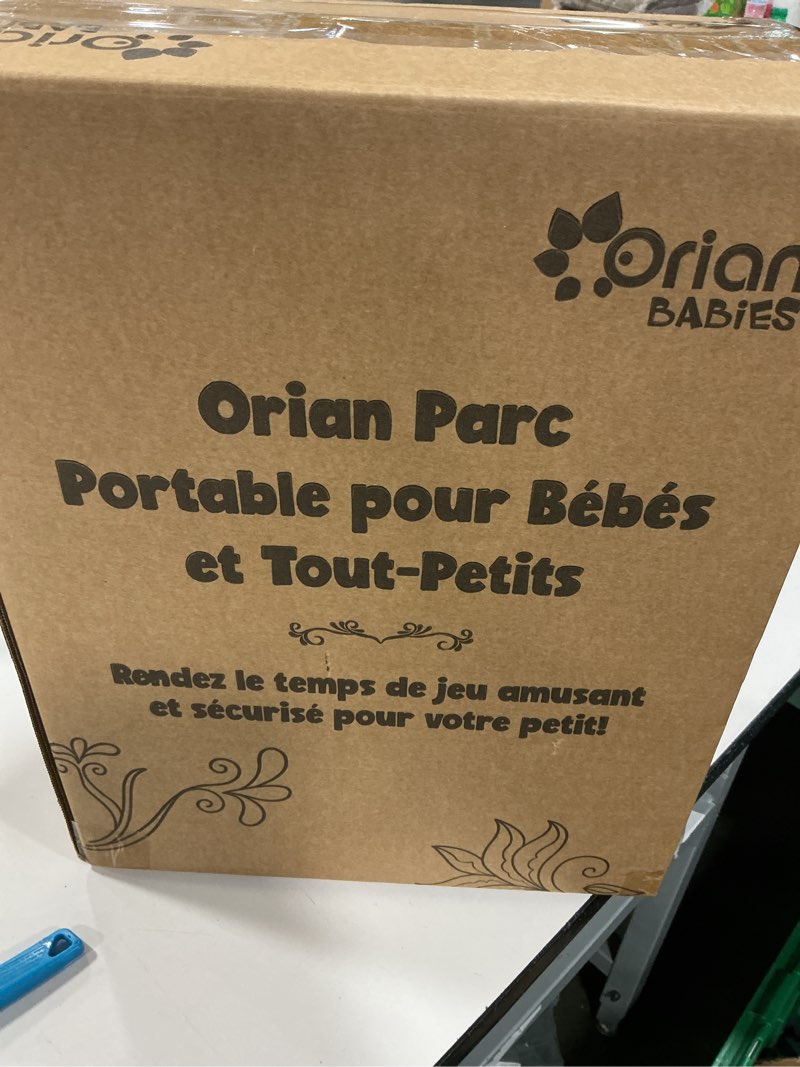 Orian
Orian
BABiES
Orian Parc
Portable pour Bébés
et Tout-Petits
Rendez le temps de jeu amusant
et sécurisé pour votre petit!